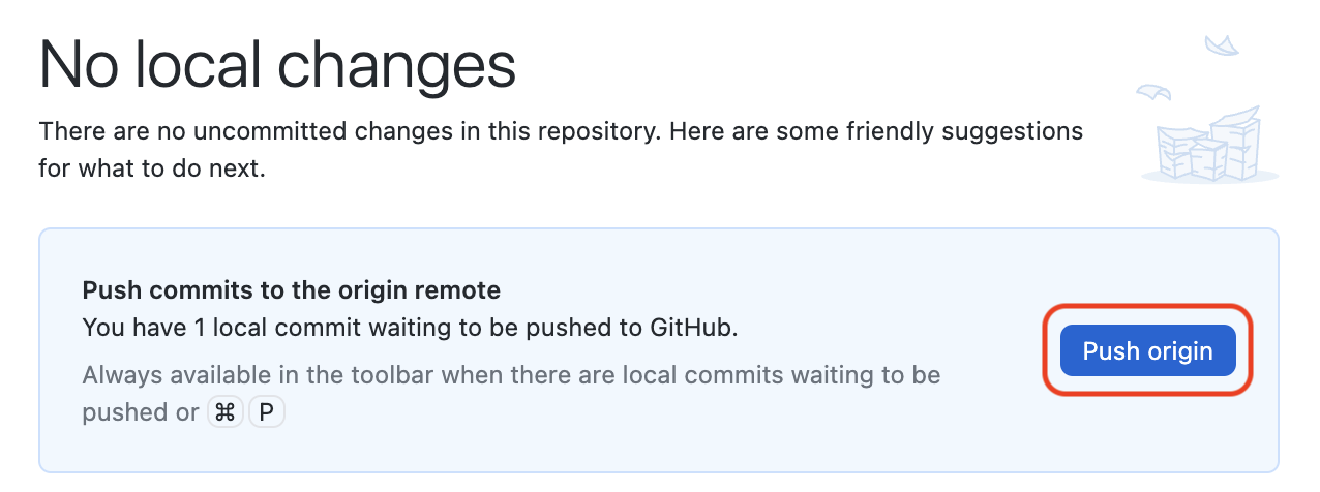 No local changes
There are no uncommitted changes in this repository. Here are some friendly suggestions
for what to do next.
Push commits to the origin remote
You have 1 local commit waiting to be pushed to GitHub.
Always available in the toolbar when there are local commits waiting to be
pushed or ⌘ P
Push origin